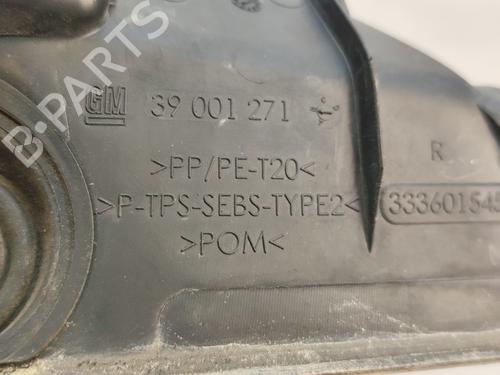 B-PARTS
GM 39 001 271
>PP/PE-T20<
R
>P-TPS-SEBS-TYPE2<
333601545
>POM<